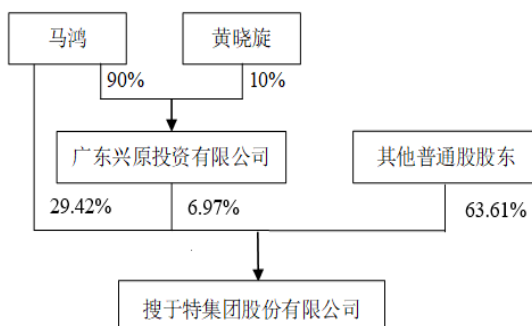 马鸿
黄晓旋
90%
10%
广东兴原投资有限公司
其他普通股股东
29.42%
6.97%
63.61%
搜于特集团股份有限公司